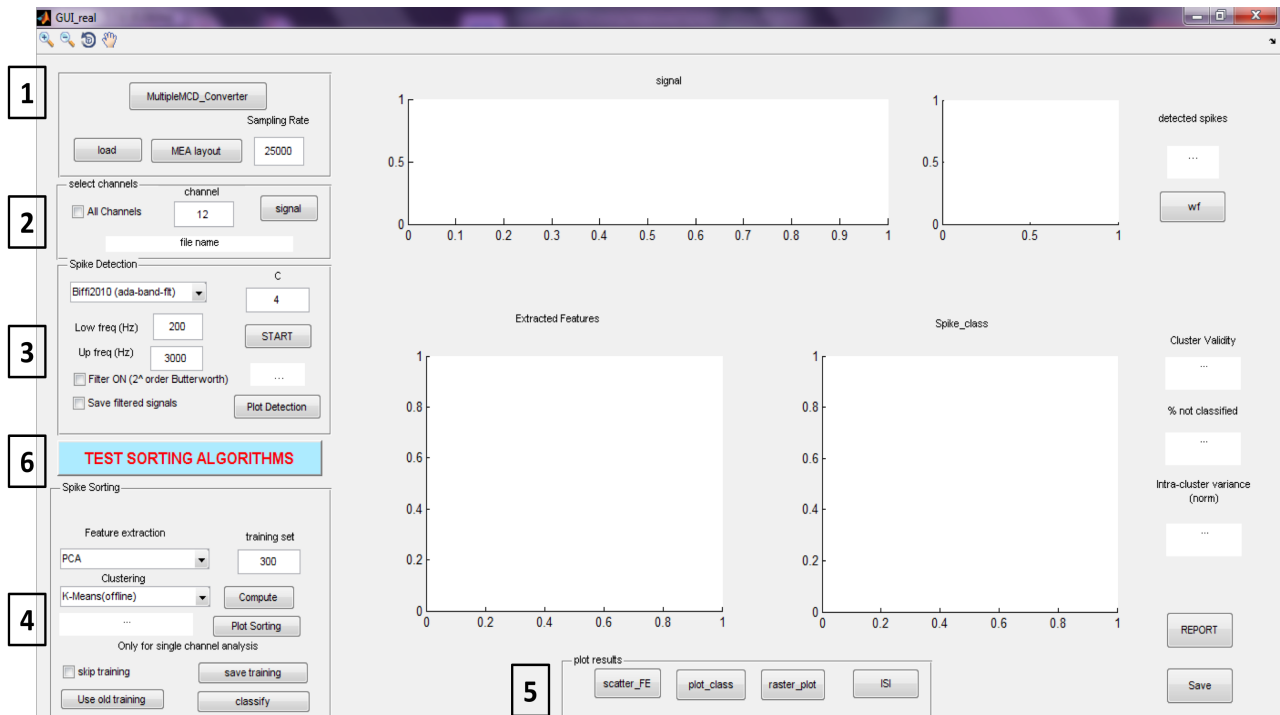 GUI_real
1
MultipleMCD_Converter
Sampling Rate
load
MEA layout
25000
select channels
2
channel
All Channels
12
signal
file name
Spike Detection
3
C
Biffi2010 (ada-band-flt)
4
Low freq (Hz)
200
START
Up freq (Hz)
3000
Filter ON (2^ order Butterworth)
...
Save filtered signals
Plot Detection
6
TEST SORTING ALGORITHMS
Spike Sorting
4
Feature extraction
training set
PCA
300
Clustering
K-Means(offline)
Compute
...
Plot Sorting
Only for single channel analysis
skip training
save training
Use old training
classify
signal
1
0.5
0
0 0.1 0.2 0.3 0.4 0.5 0.6 0.7 0.8 0.9 1
1
0.5
0
0 0.5 1
detected spikes
...
wf
Extracted Features
1
0.8
0.6
0.4
0.2
0
0 0.2 0.4 0.6 0.8 1
Spike_class
1
0.8
0.6
0.4
0.2
0
0 0.2 0.4 0.6 0.8 1
Cluster Validity
...
% not classified
...
Intra-cluster variance
(norm)
...
REPORT
Save
5
plot results
scatter_FE
plot_class
raster_plot
ISI